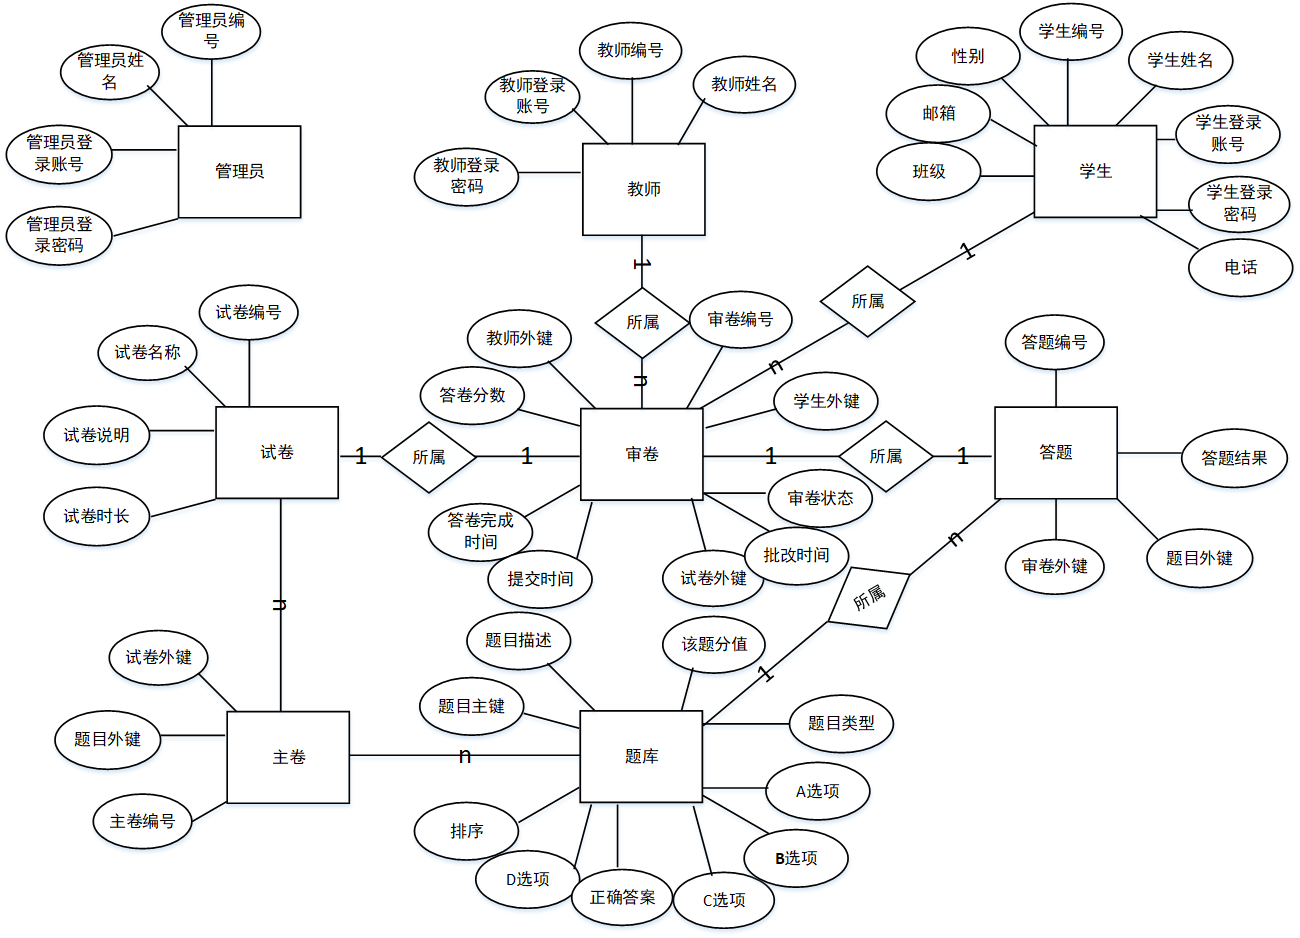 管理员编
号
管理员姓
名
管理员登
录账号
管理员登
录密码
管理员
教师编号
教师登录
账号
教师姓名
教师登录
密码
教师
学生编号
性别
学生姓名
邮箱
学生登录
账号
班级
学生登录
密码
电话
学生
1
所属
n
1
所属
n
试卷编号
试卷名称
试卷说明
试卷时长
试卷
1
所属
1
教师外键
审卷编号
答卷分数
学生外键
审卷
答卷完成
时间
提交时间
试卷外键
批改时间
审卷状态
1
所属
1
答题编号
答题
答题结果
审卷外键
题目外键
n
所属
1
n
试卷外键
题目外键
主卷编号
主卷
n
题目描述
该题分值
题目主键
题目类型
题库
A选项
排序
B选项
D选项
正确答案
C选项